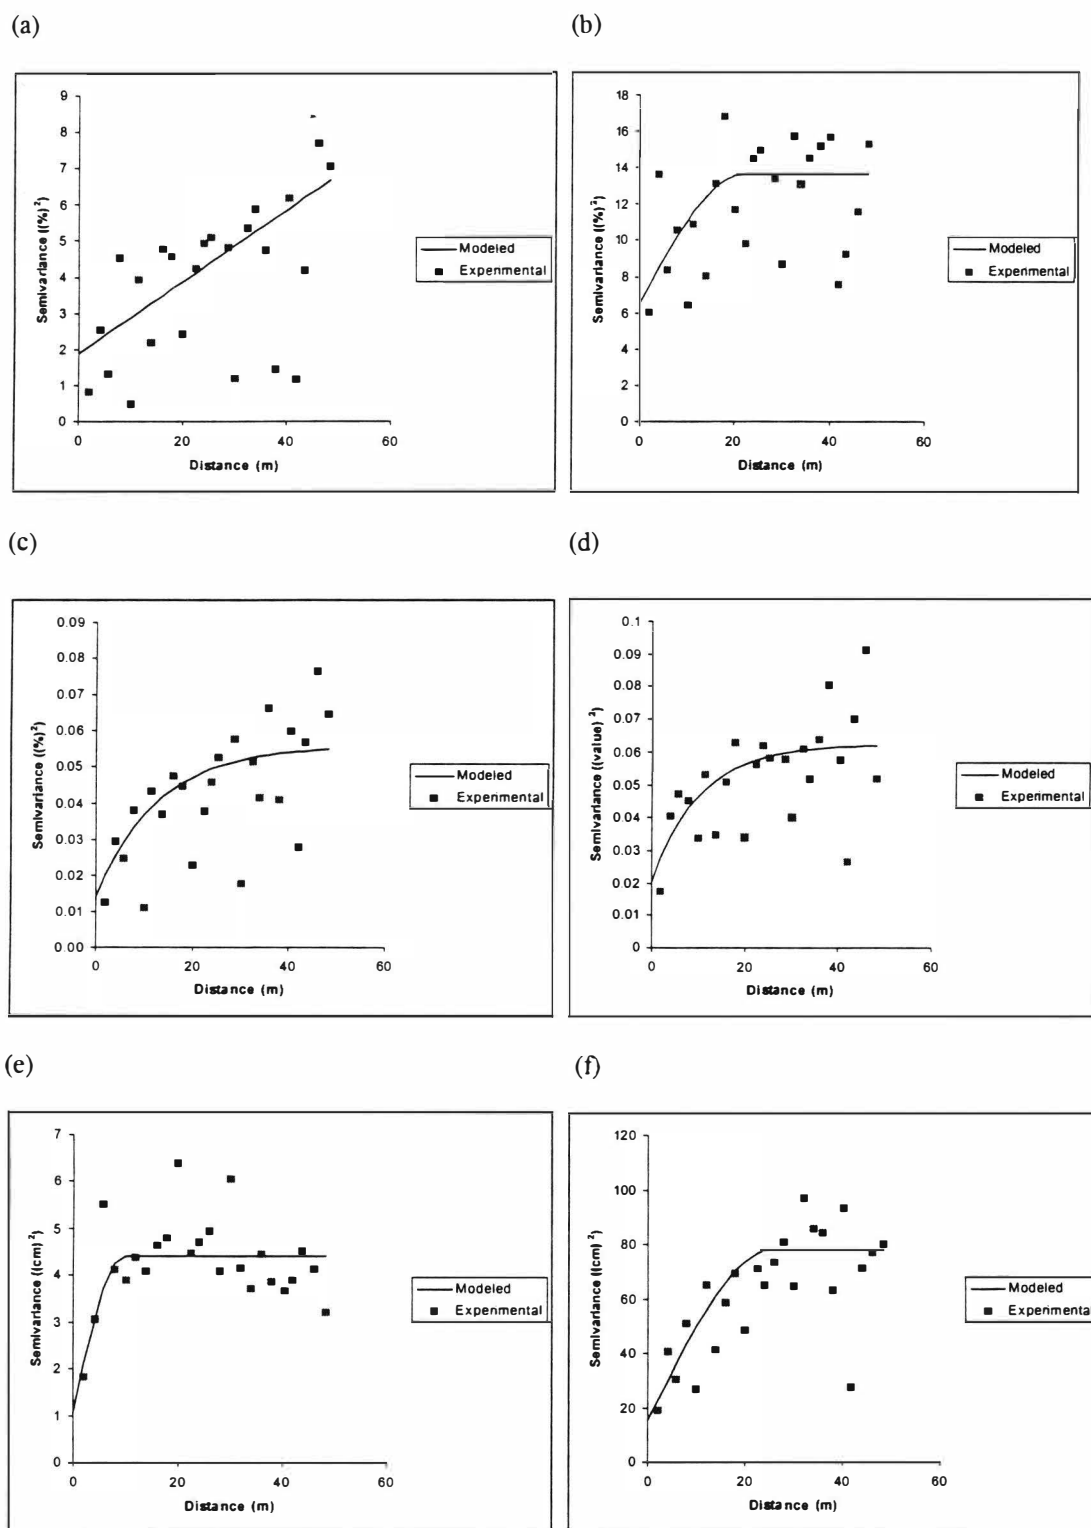 (a)
(b)
9
8
7
6
5
4
3
2
1
0
Semivariance ((%)²)
0 20 40 60
Distance (m)
Modeled
Experimental
18
16
14
12
10
8
6
4
2
0
Semivariance ((%)²)
0 20 40 60
Distance (m)
Modeled
Experimental
(c)
(d)
0.09
0.08
0.07
0.06
0.05
0.04
0.03
0.02
0.01
0.00
Semivariance ((%)²)
0 20 40 60
Distance (m)
Modeled
Experimental
0.1
0.09
0.08
0.07
0.06
0.05
0.04
0.03
0.02
0.01
0
Semivariance ((value)²)
0 20 40 60
Distance (m)
Modeled
Experimental
(e)
(f)
7
6
5
4
3
2
1
0
Semivariance ((cm)²)
0 20 40 60
Distance (m)
Modeled
Experimental
120
100
80
60
40
20
0
Semivariance ((cm)²)
0 20 40 60
Distance (m)
Modeled
Experimental